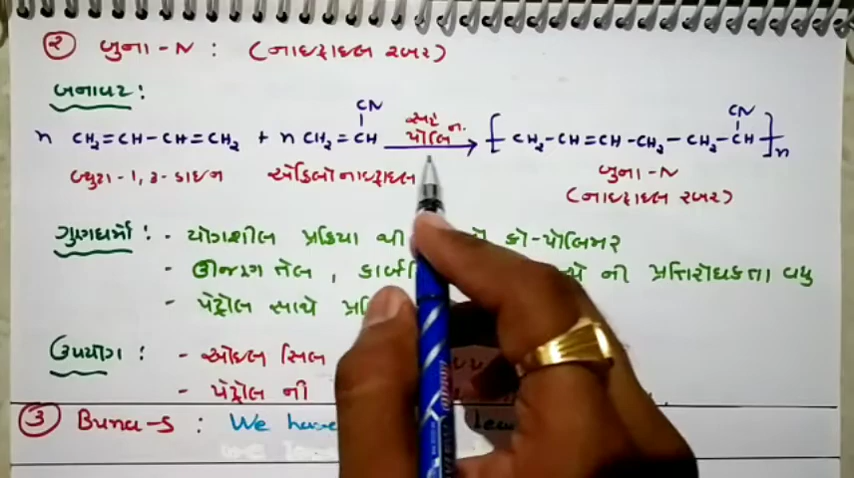 ② બુના -N : (નાઇટ્રાઇલ રબર)
બનાવટ :
n CH₂=CH-CH=CH₂ + n CH₂=CH(CN) → [-CH₂-CH=CH-CH₂-CH₂-CH(CN)-]n
બ્યુટા-1,3-ડાઇન એક્રિલોનાઇટ્રાઇલ બુના-N
(નાઇટ્રાઇલ રબર)
ગુણધર્મો : - યોગશીલ પ્રક્રિયા થી કો-પોલિમર
- ઊંજણ તેલ , ની પ્રતિરોધકતા વધુ
- પેટ્રોલ સાથે
ઉપયોગ : - ઓઇલ સિલ
- પેટ્રોલ ની
③ Buna-S : We have